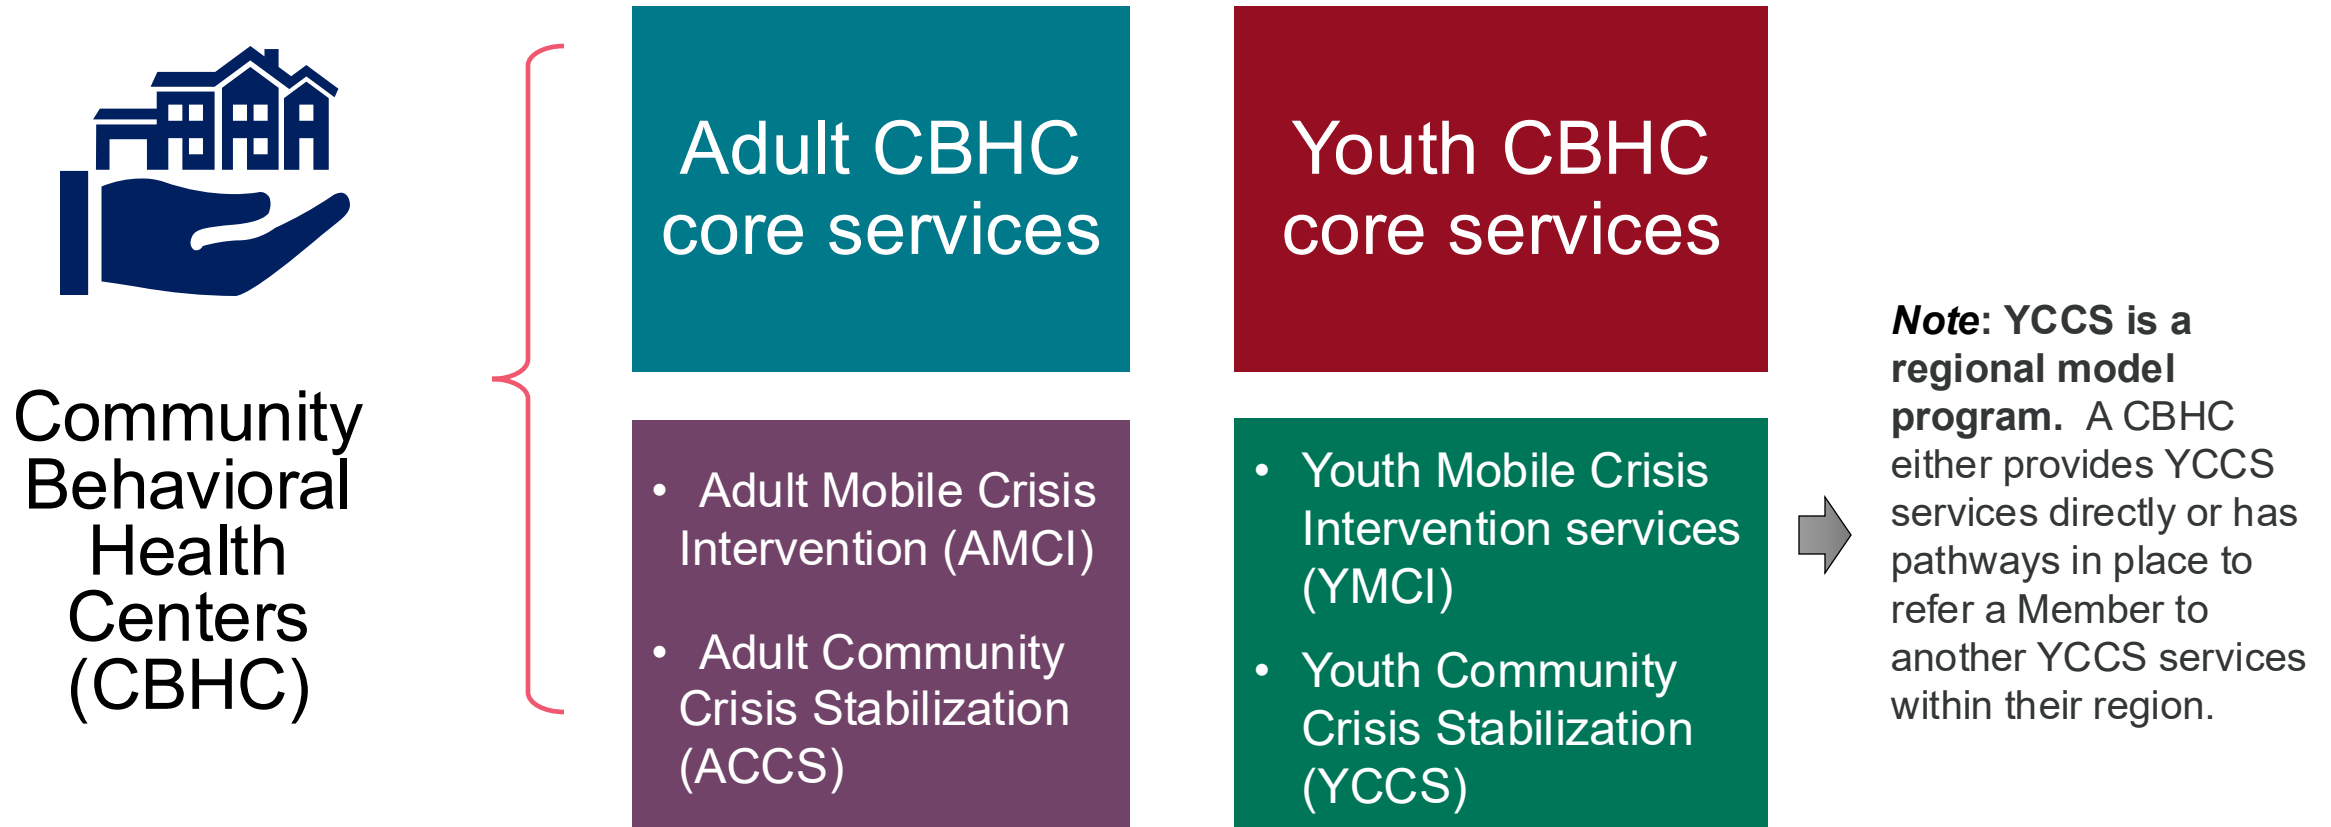 Community
Behavioral
Health
Centers
(CBHC)
Adult CBHC
core services
• Adult Mobile Crisis
Intervention (AMCI)
• Adult Community
Crisis Stabilization
(ACCS)
Youth CBHC
core services
• Youth Mobile Crisis
Intervention services
(YMCI)
• Youth Community
Crisis Stabilization
(YCCS)
Note: YCCS is a
regional model
program. A CBHC
either provides YCCS
services directly or has
pathways in place to
refer a Member to
another YCCS services
within their region.